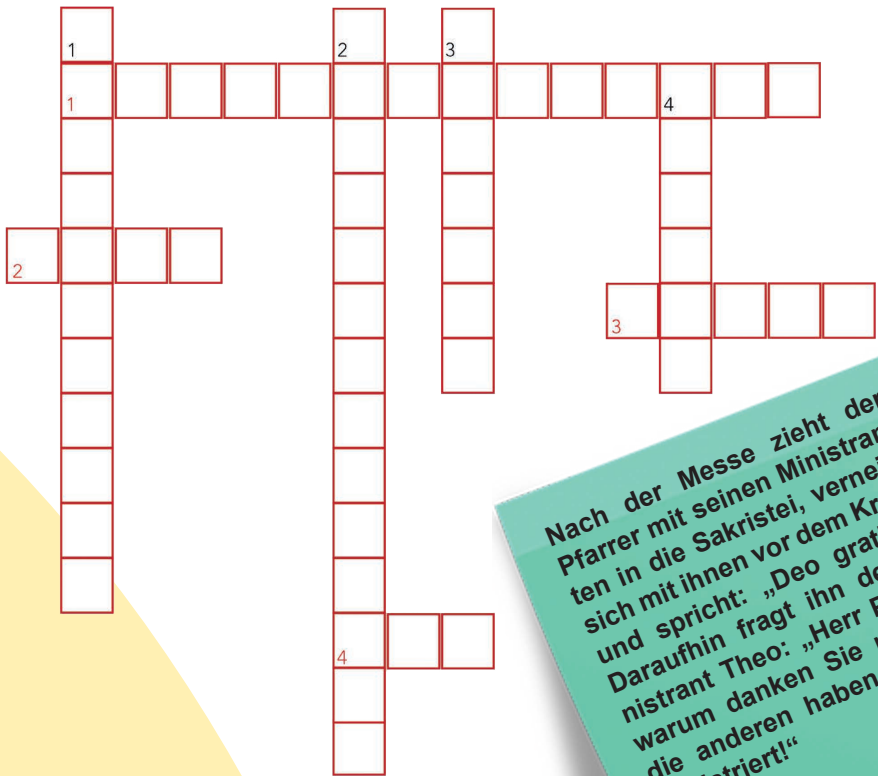 1 2 3
1 4
2
3
4
Nach der Messe zieht der
Pfarrer mit seinen Ministran
ten in die Sakristei, vernei
sich mit ihnen vor dem Kr
und spricht: „Deo grat
Daraufhin fragt ihn de
nistrant Theo: „Herr
warum danken Sie
die anderen haben
striert!“